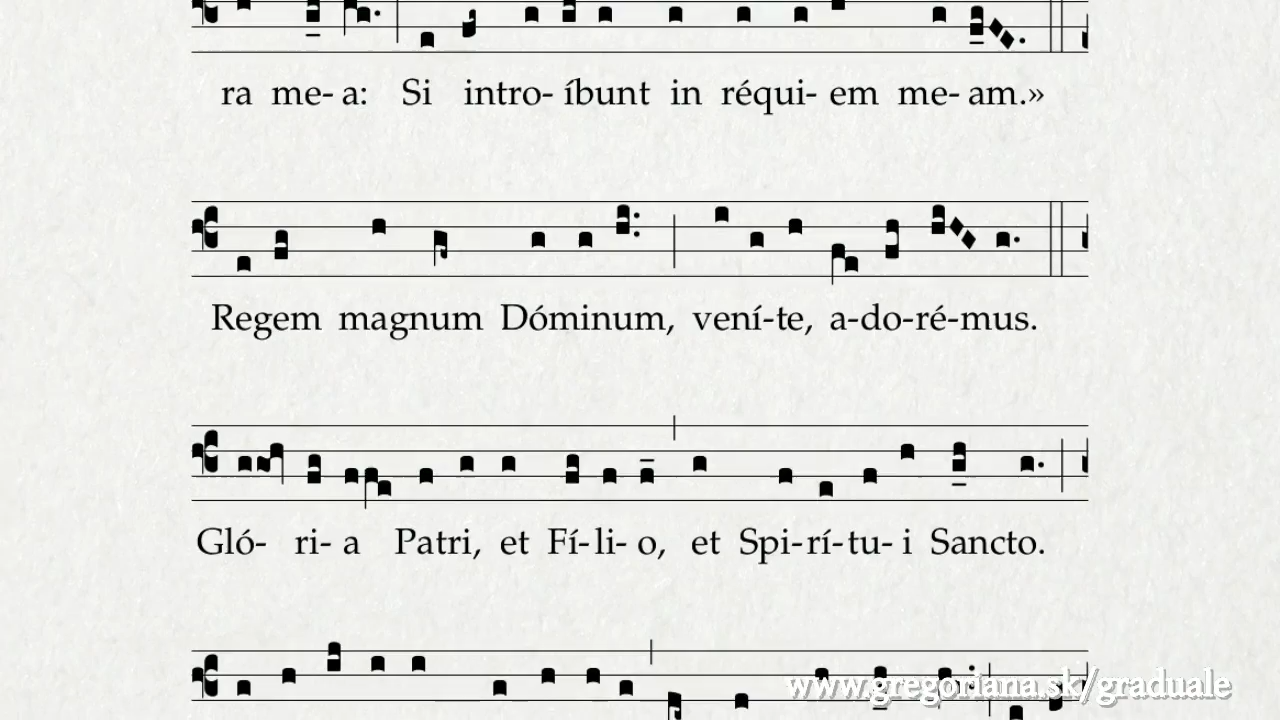 ra me- a: Si intro- íbunt in réqui- em me- am.»
Regem magnum Dóminum, vení-te, a-do-ré-mus.
Gló- ri- a Patri, et Fí-li- o, et Spi-rí-tu- i Sancto.
www.gregoriana.sk/graduale